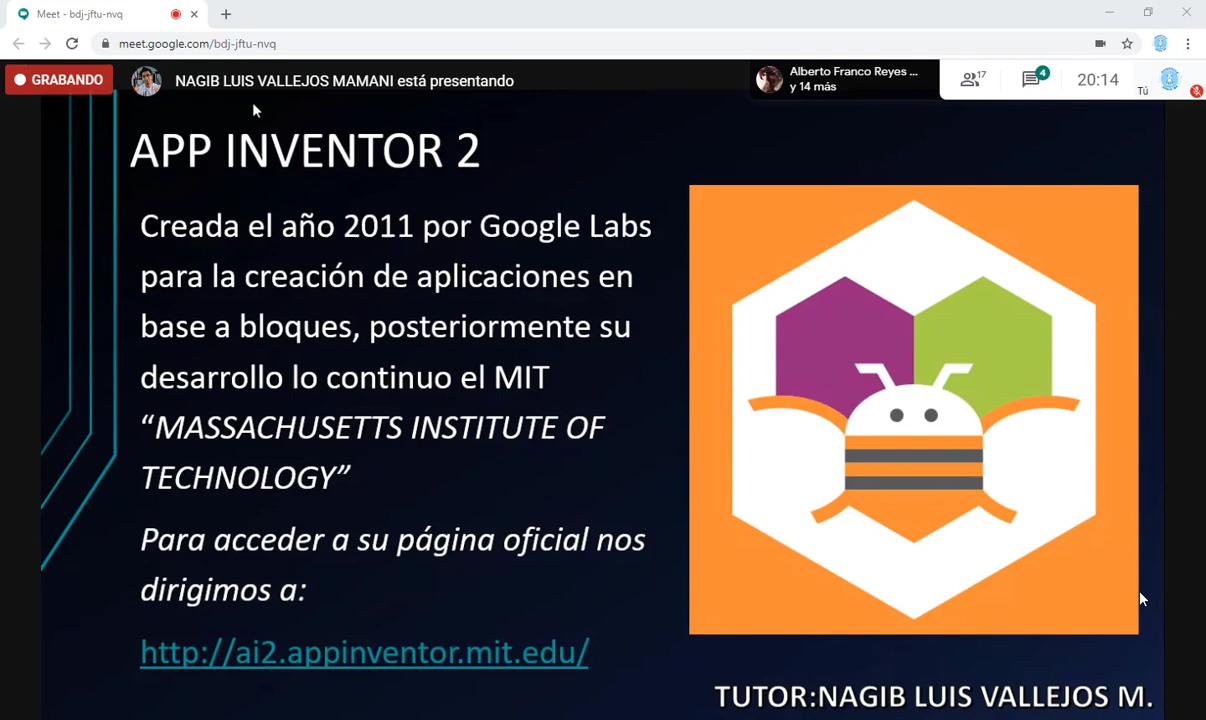 Meet - bdj-jftu-nvq
meet.google.com/bdj-jftu-nvq
GRABANDO
NAGIB LUIS VALLEJOS MAMANI está presentando
Alberto Franco Reyes ...
y 14 más
17
4
20:14
Tú
APP INVENTOR 2
Creada el año 2011 por Google Labs
para la creación de aplicaciones en
base a bloques, posteriormente su
desarrollo lo continuo el MIT
“MASSACHUSETTS INSTITUTE OF
TECHNOLOGY”
Para acceder a su página oficial nos
dirigimos a:
http://ai2.appinventor.mit.edu/
TUTOR:NAGIB LUIS VALLEJOS M.